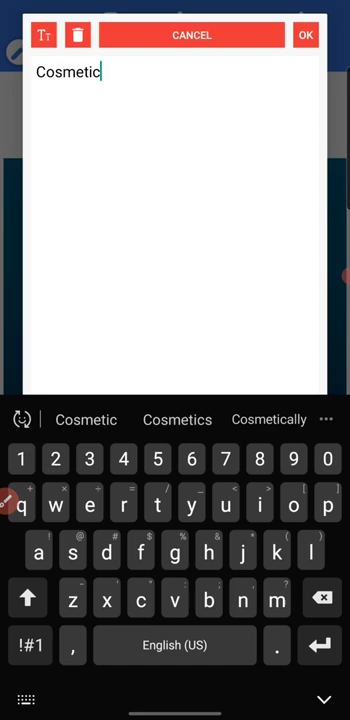 TT
CANCEL
OK
Cosmetic
Cosmetic Cosmetics Cosmetically •••
1 2 3 4 5 6 7 8 9 0
+ × ÷ = / _ < > [ ]
q w e r t y u i o p
! @ # $ % & * ( )
a s d f g h j k l
- ' " : ; , ?
z x c v b n m
!#1 , English (US) .